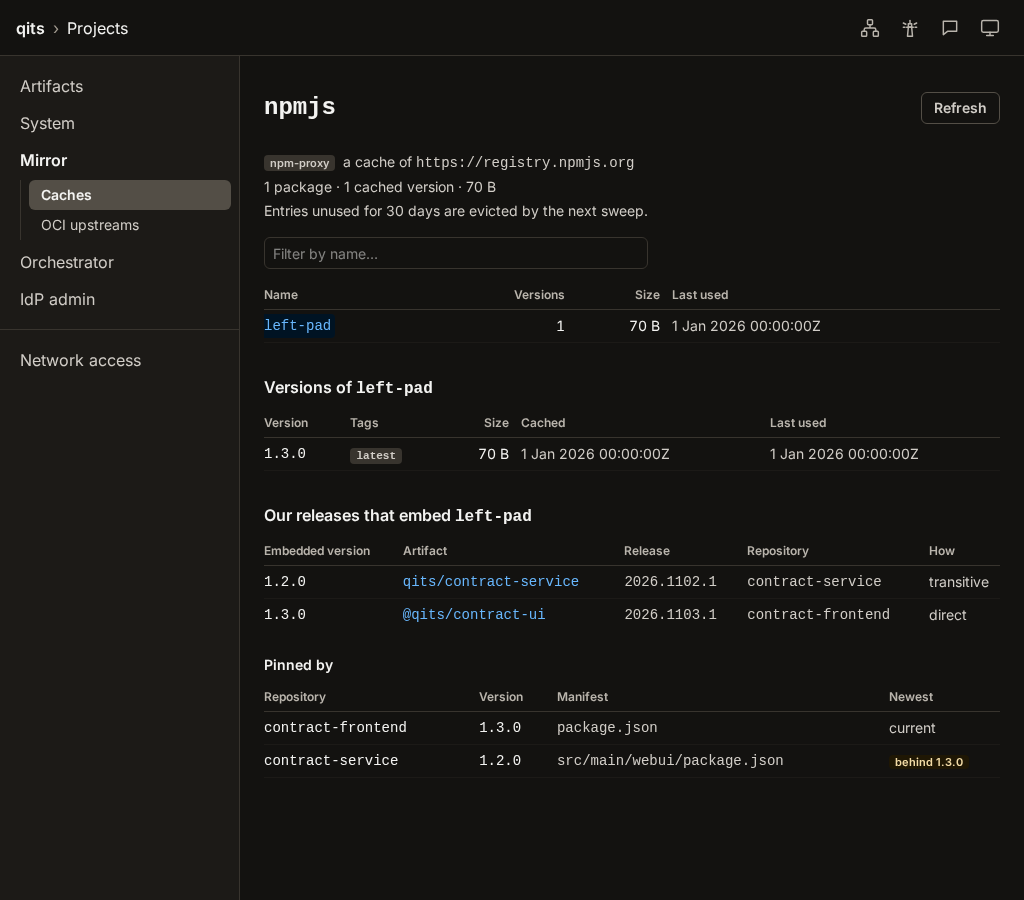 qits › Projects
Artifacts
System
Mirror
Caches
OCI upstreams
Orchestrator
IdP admin
Network access
npmjs
Refresh
npm-proxy a cache of https://registry.npmjs.org
1 package · 1 cached version · 70 B
Entries unused for 30 days are evicted by the next sweep.
Filter by name...
Name Versions Size Last used
left-pad 1 70 B 1 Jan 2026 00:00:00Z
Versions of left-pad
Version Tags Size Cached Last used
1.3.0 latest 70 B 1 Jan 2026 00:00:00Z 1 Jan 2026 00:00:00Z
Our releases that embed left-pad
Embedded version Artifact Release Repository How
1.2.0 qits/contract-service 2026.1102.1 contract-service transitive
1.3.0 @qits/contract-ui 2026.1103.1 contract-frontend direct
Pinned by
Repository Version Manifest Newest
contract-frontend 1.3.0 package.json current
contract-service 1.2.0 src/main/webui/package.json behind 1.3.0